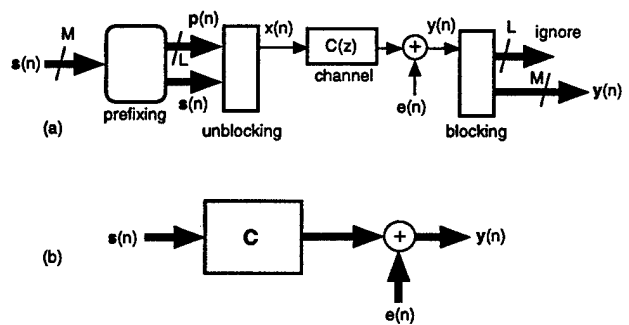 p(n)
M
x(n)
y(n)
L
ignore
s(n)
L
C(z)
+
M
s(n)
channel
y(n)
prefixing
e(n)
(a)
unblocking
blocking
s(n)
C
+
y(n)
(b)
e(n)